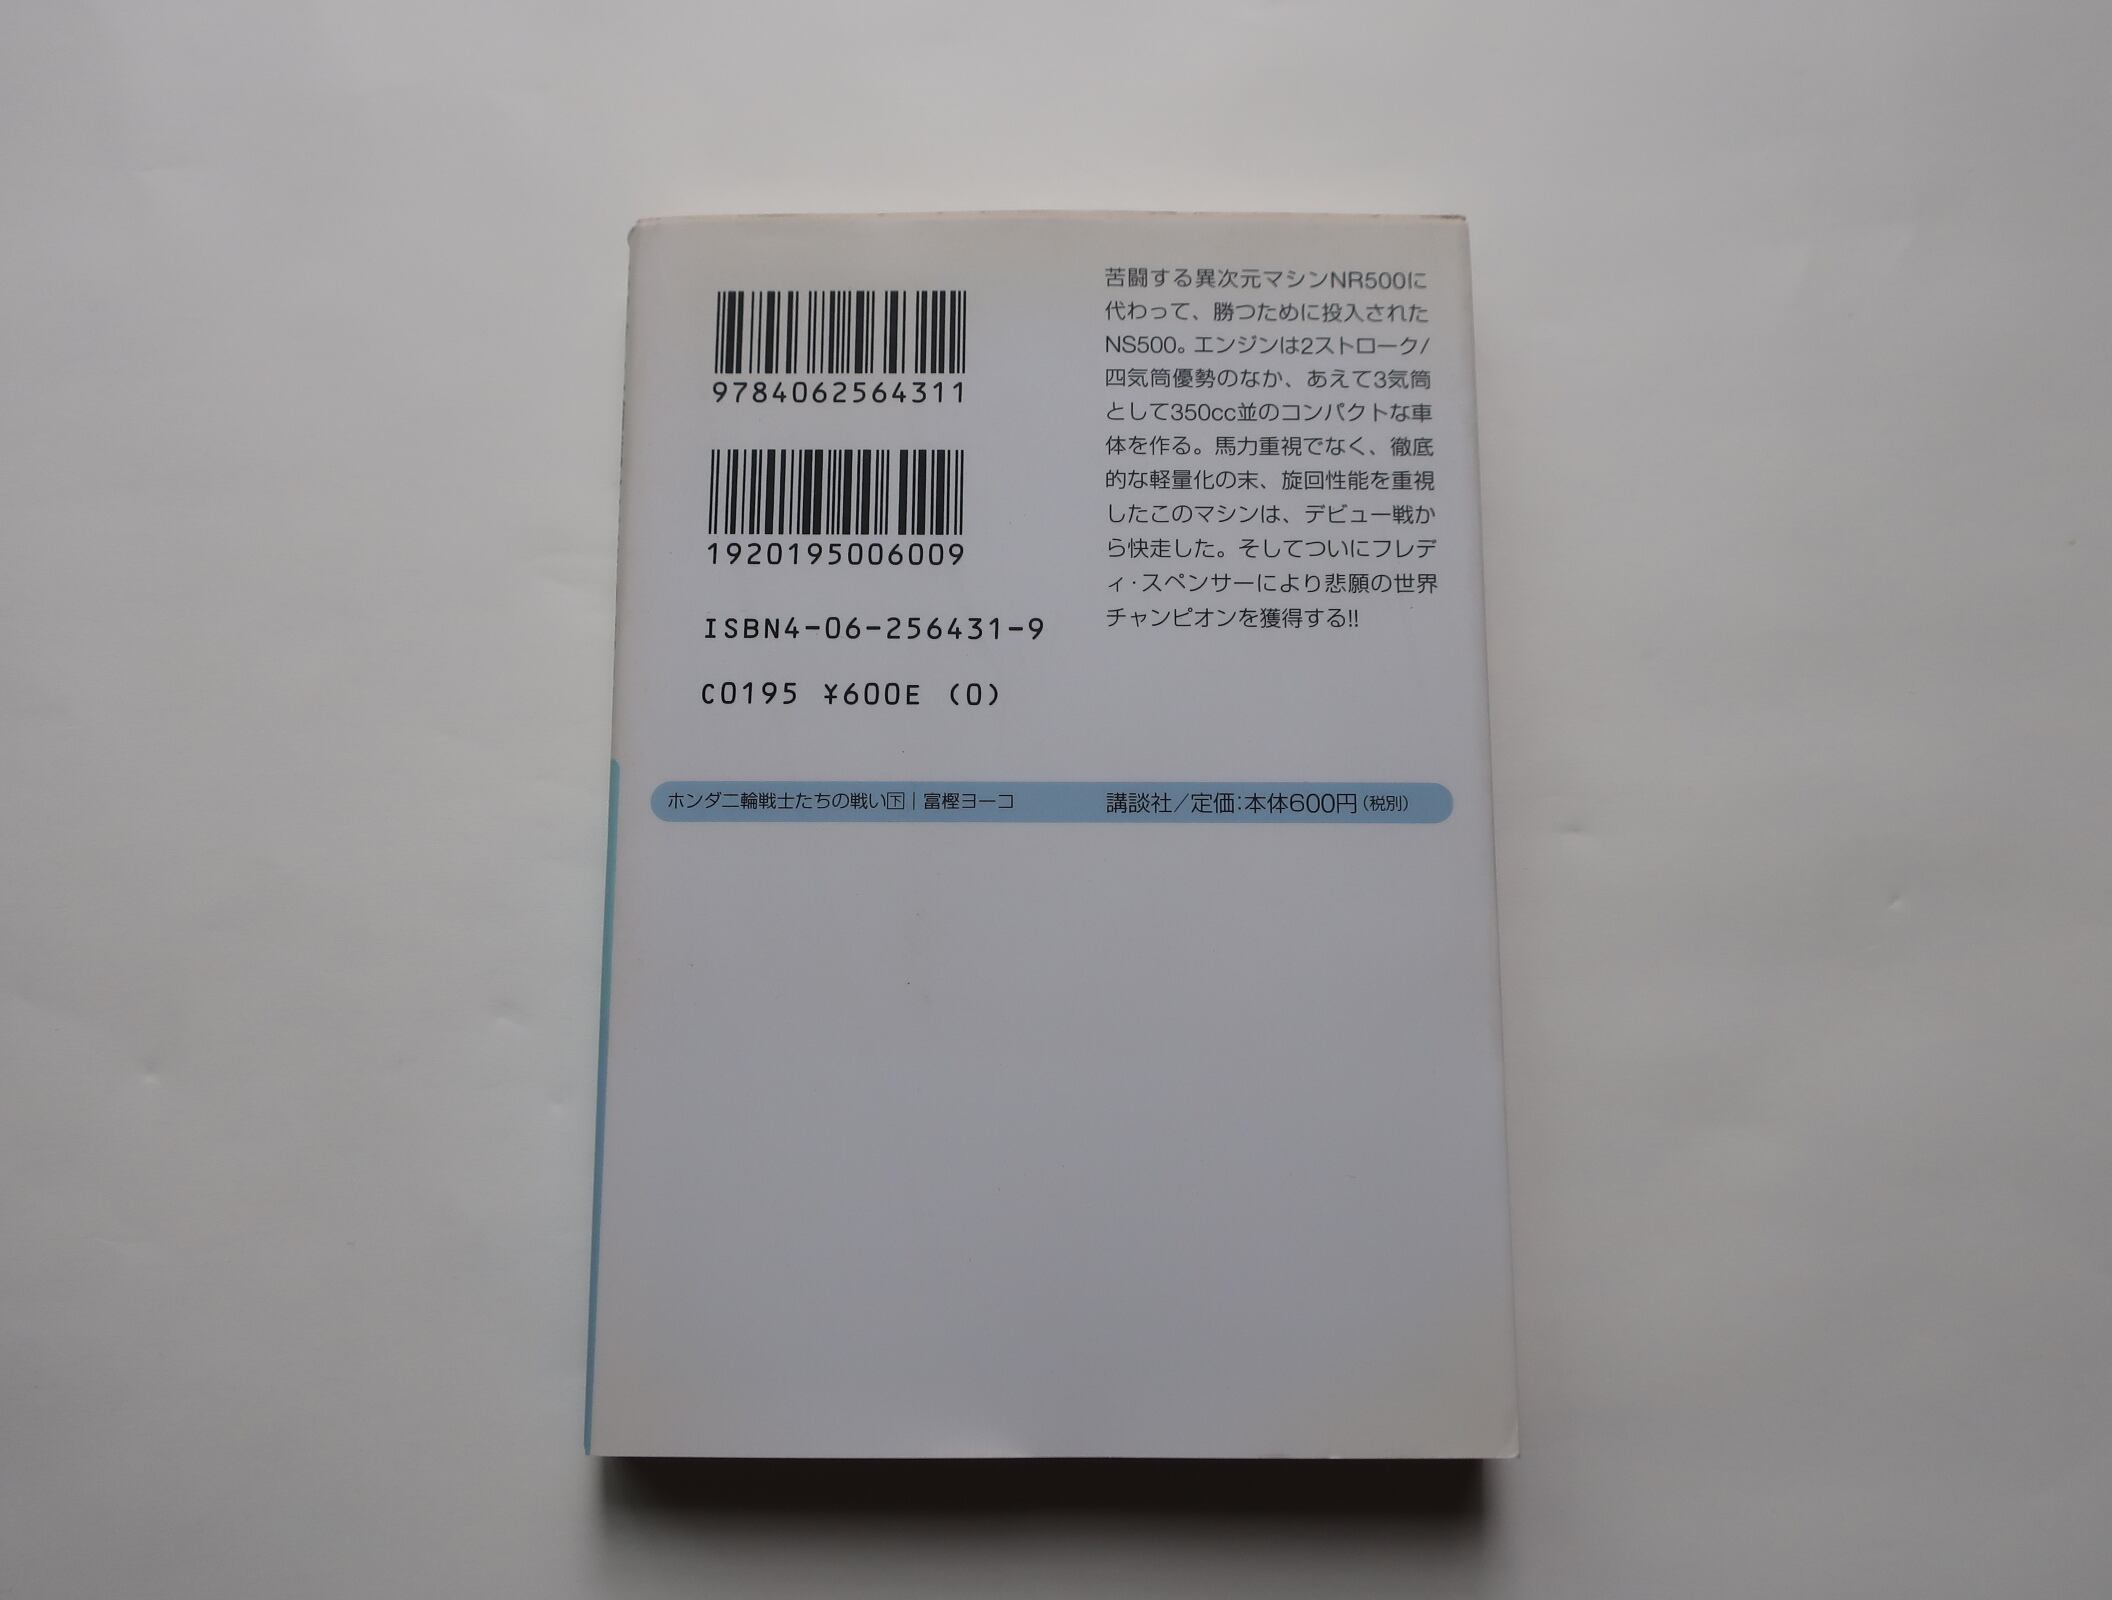 9784062564311
1920195006009
ISBN4-06-256431-9
C0195 ¥600E (0)
苦闘する異次元マシンNR500に
代わって、勝つために投入された
NS500。エンジンは2ストローク/
四気筒優勢のなか、あえて3気筒
として350cc並のコンパクトな車
体を作る。馬力重視でなく、徹底
的な軽量化の末、旋回性能を重視
したこのマシンは、デビュー戦か
ら快走した。そしてついにフレデ
ィ・スペンサーにより悲願の世界
チャンピオンを獲得する!!
ホンダ二輪戦士たちの戦い下|富樫ヨーコ
講談社/定価:本体600円(税別)